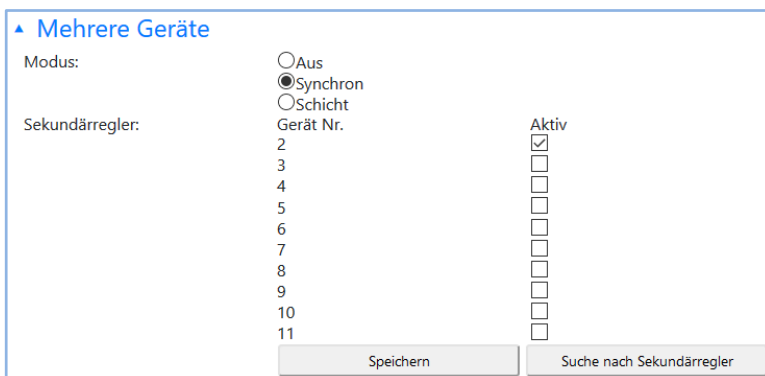 Mehrere Geräte
Modus: Aus
Synchron
Schicht
Sekundärregler: Gerät Nr. Aktiv
2
3
4
5
6
7
8
9
10
11
Speichern Suche nach Sekundärregler